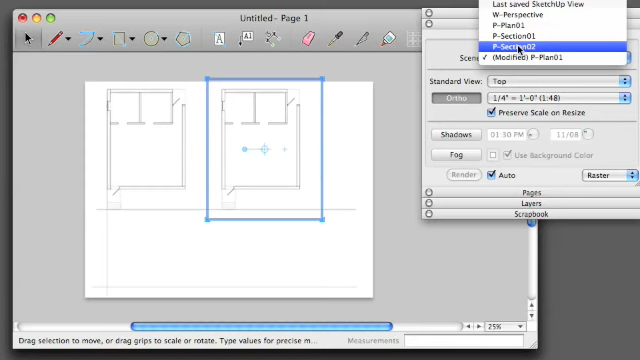 Untitled- Page 1
A
A1
Last saved SketchUp View
W-Perspective
P-Plan01
P-Section01
P-Section02
Scene
✓ (Modified) P-Plan01
Standard View: Top
Ortho 1/4" = 1'-0" (1:48)
Preserve Scale on Resize
Shadows 01:30 PM 11/08
Fog Use Background Color
Render Auto Raster
Pages
Layers
Scrapbook
25%
Drag selection to move, or drag grips to scale or rotate. Type values for precise m... Measurements